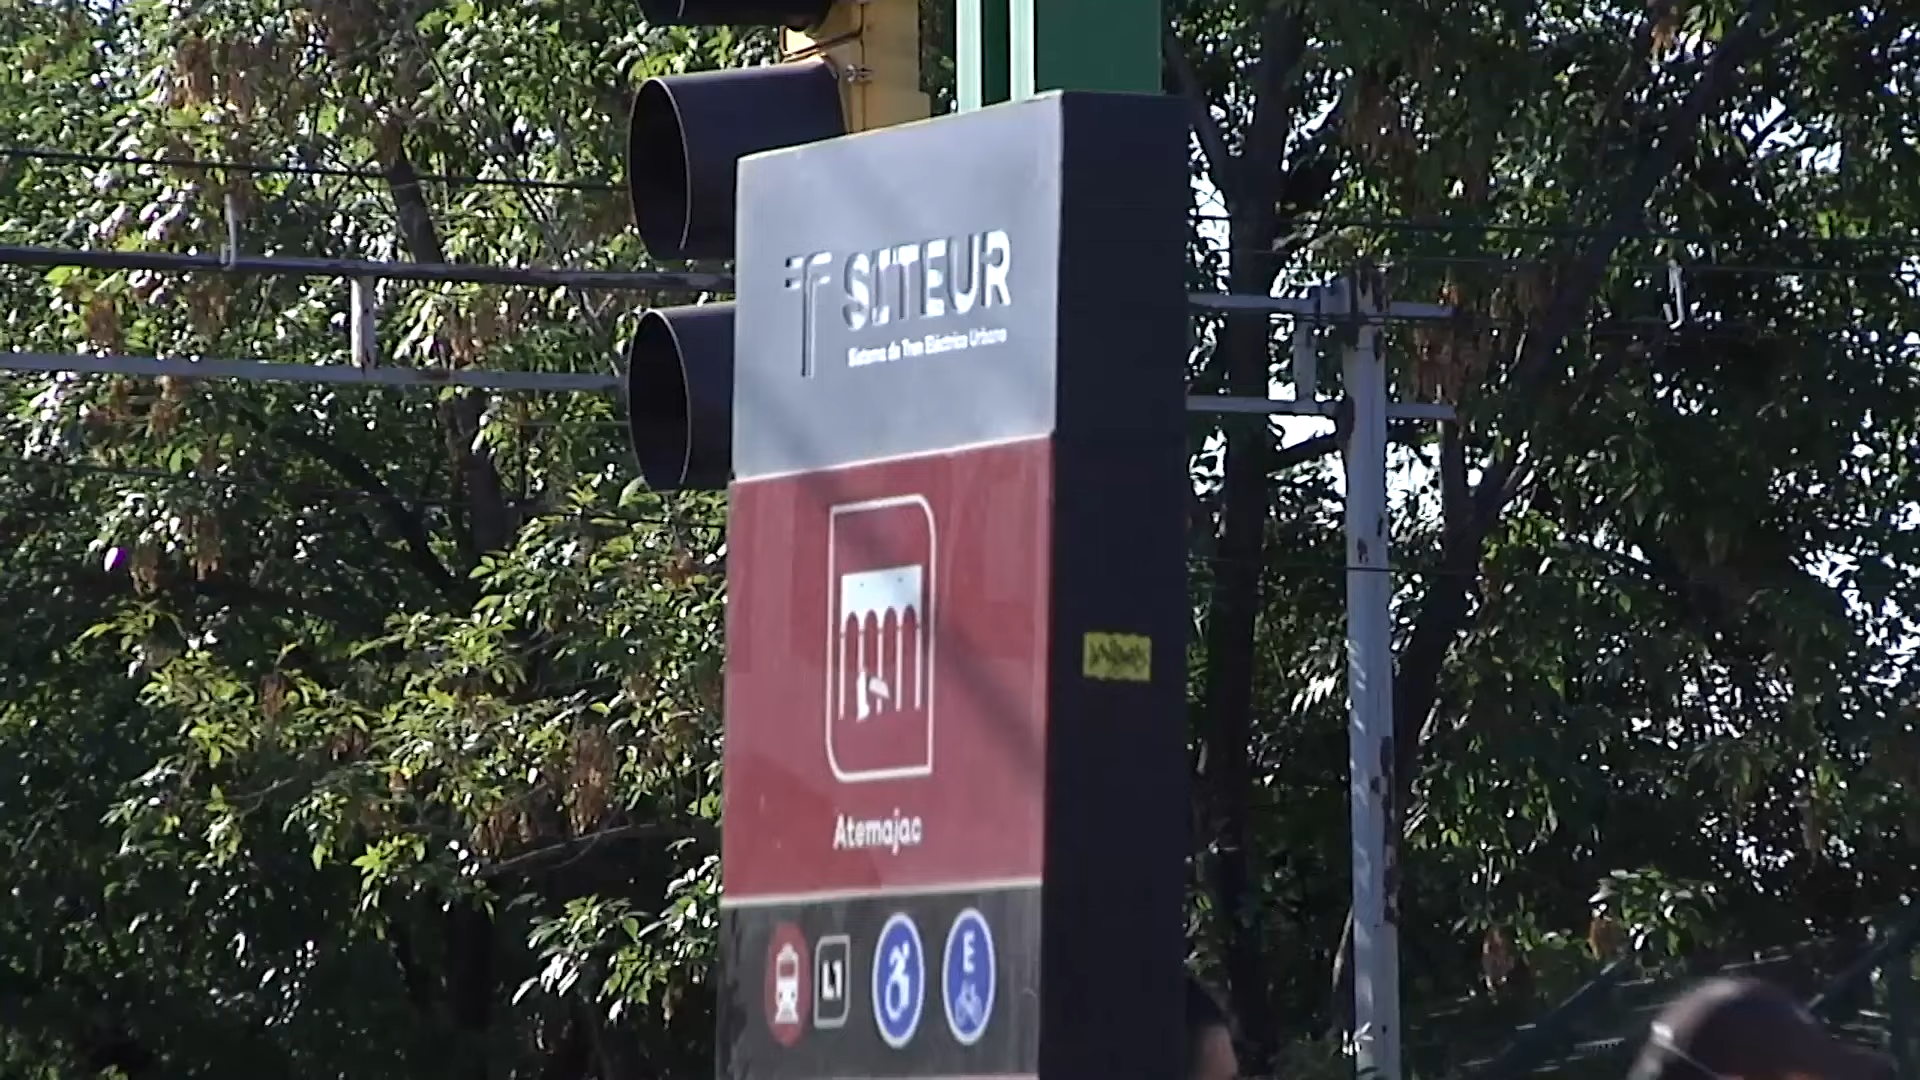 SITEUR
Sistema de Tren Eléctrico Urbano
Atemajac
L1
E